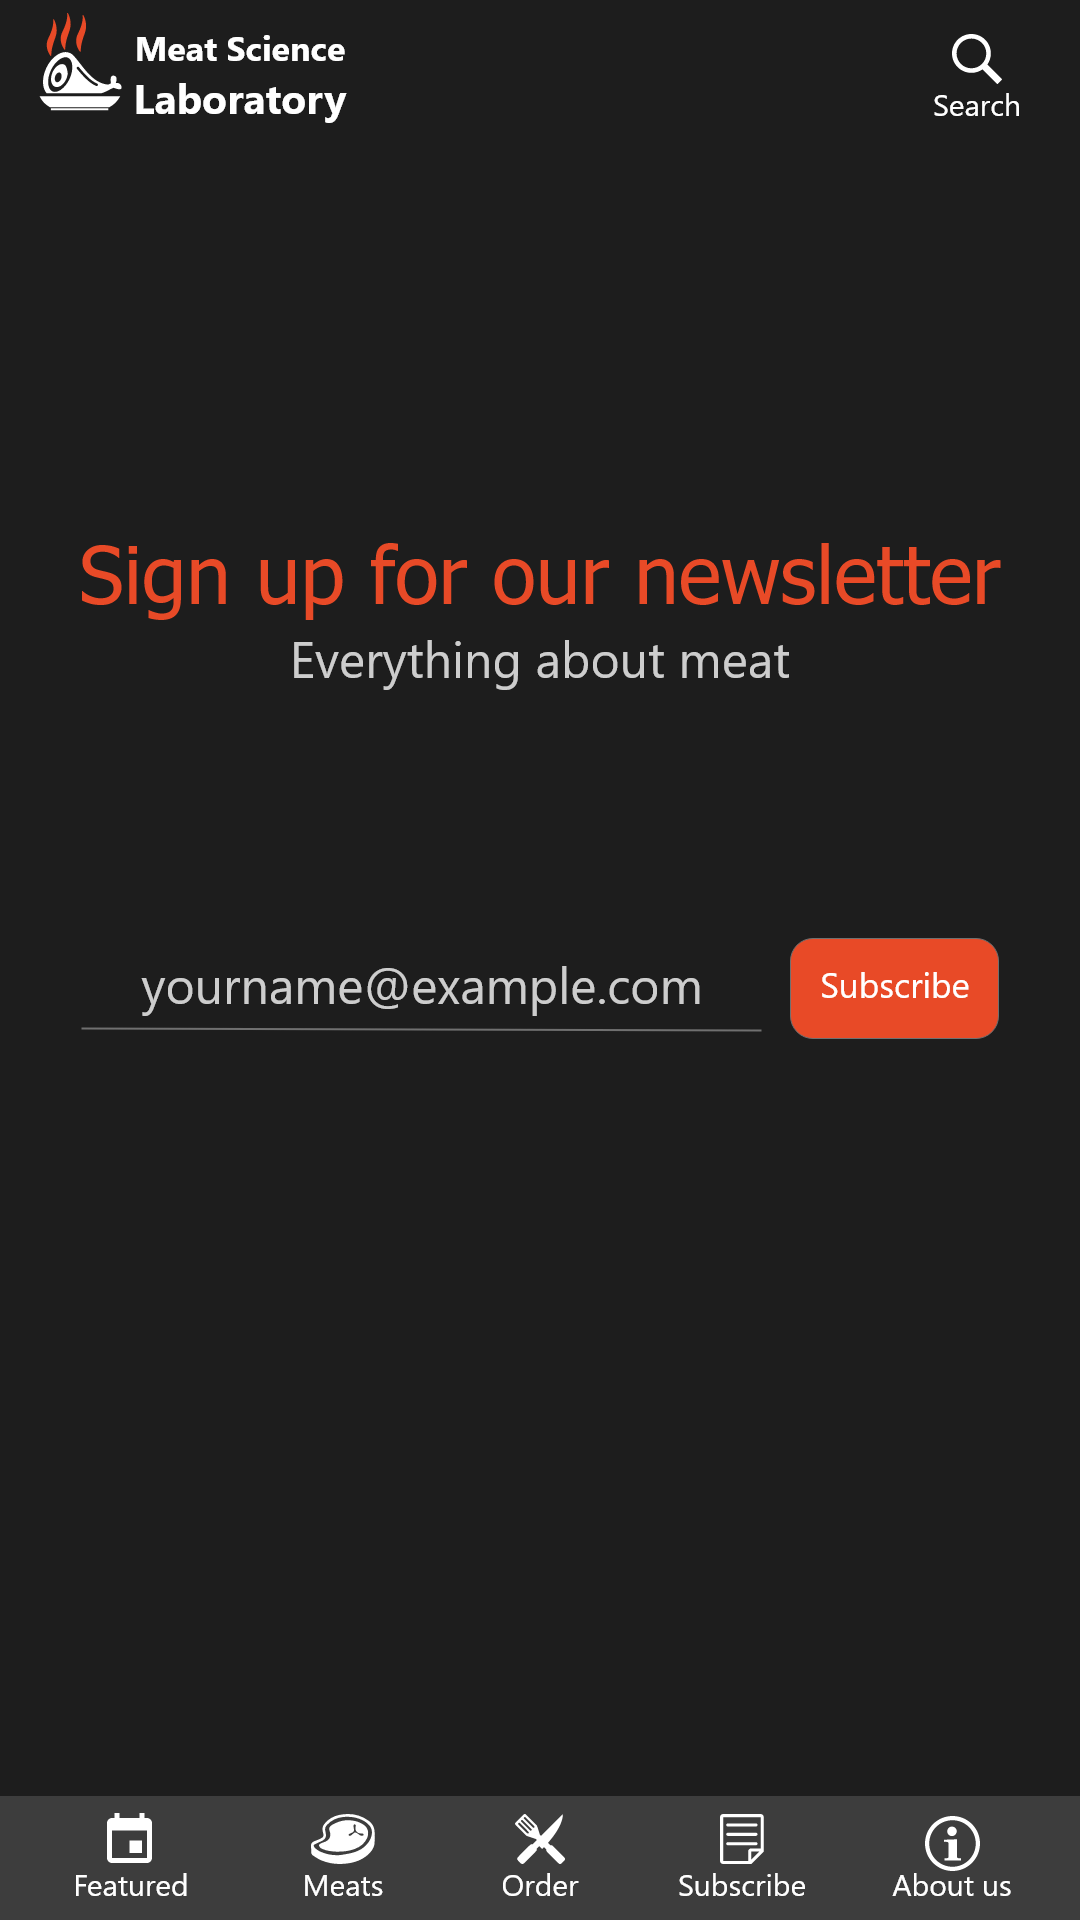 Meat Science
Laboratory
Search
Sign up for our newsletter
Everything about meat
yourname@example.com
Subscribe
Featured
Meats
Order
Subscribe
About us